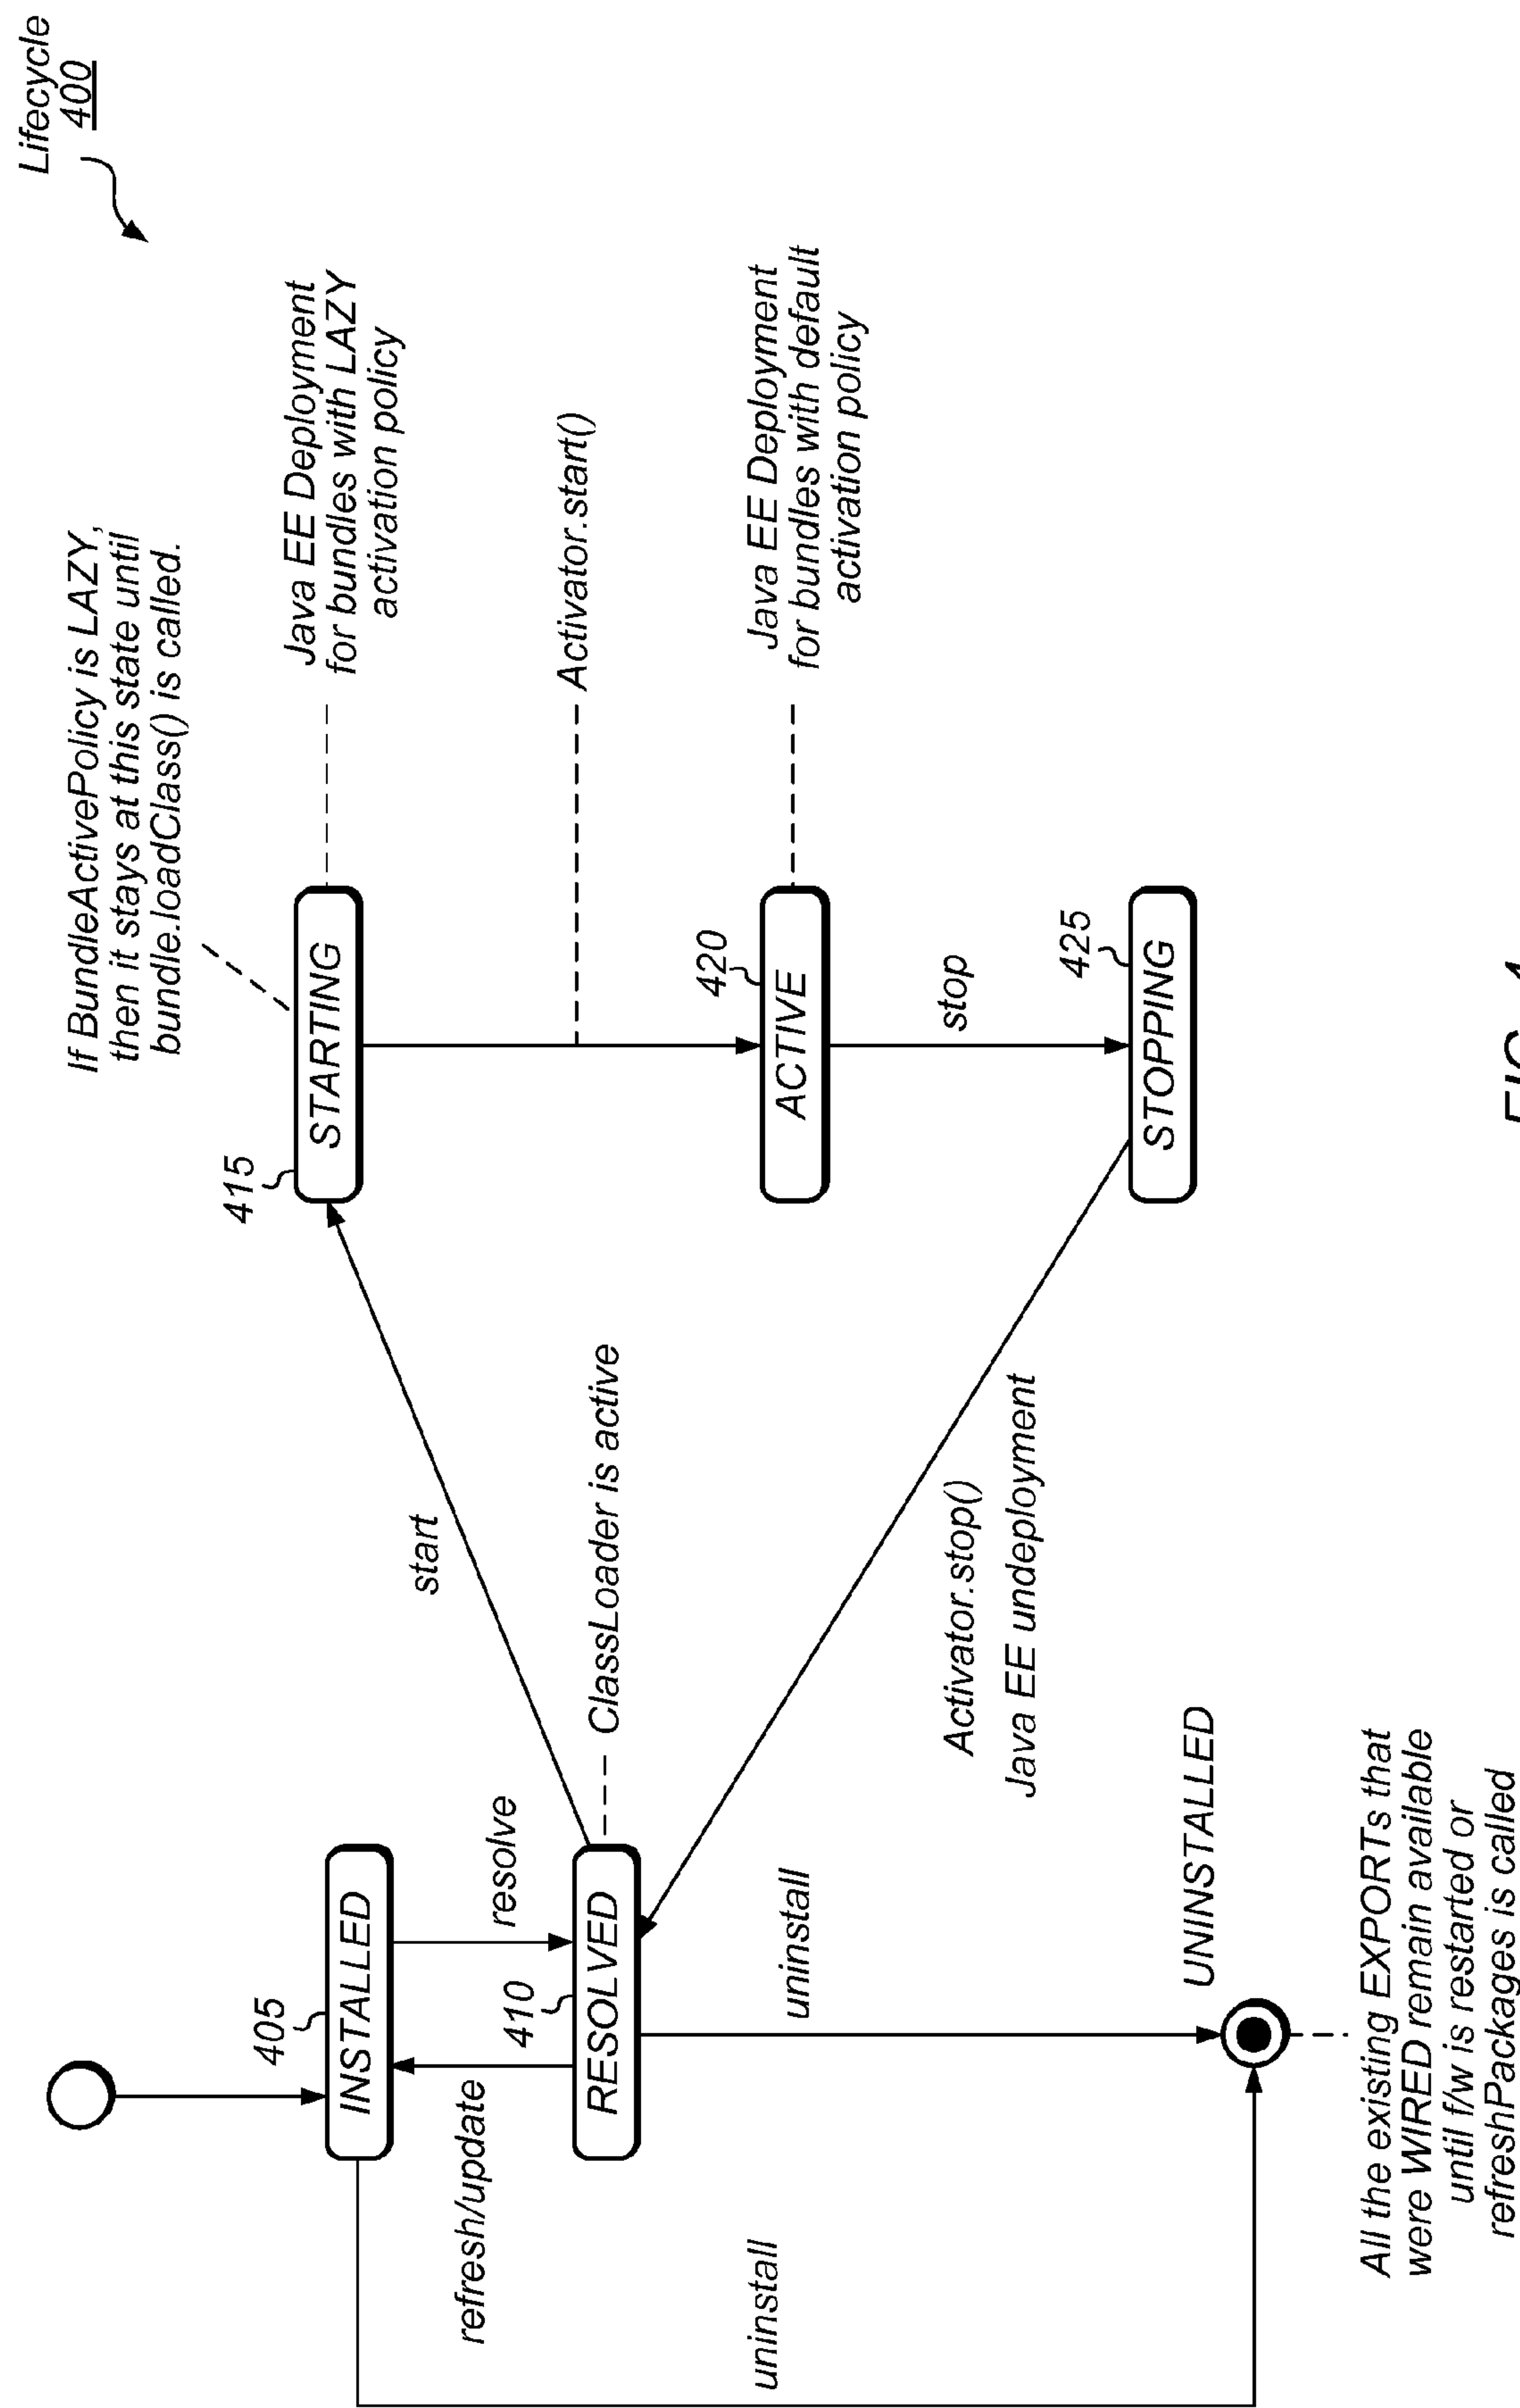 Lifecycle
400
If BundleActivePolicy is LAZY,
then it stays at this state until
bundle.loadClass() is called.
405
INSTALLED
resolve
refresh/update
410
RESOLVED
ClassLoader is active
start
415
STARTING
Java EE Deployment
for bundles with LAZY
activation policy
Activator.start()
420
ACTIVE
Java EE Deployment
for bundles with default
activation policy
stop
425
STOPPING
Activator.stop()
Java EE undeployment
uninstall
uninstall
UNINSTALLED
All the existing EXPORTs that
were WIRED remain available
until f/w is restarted or
refreshPackages is called